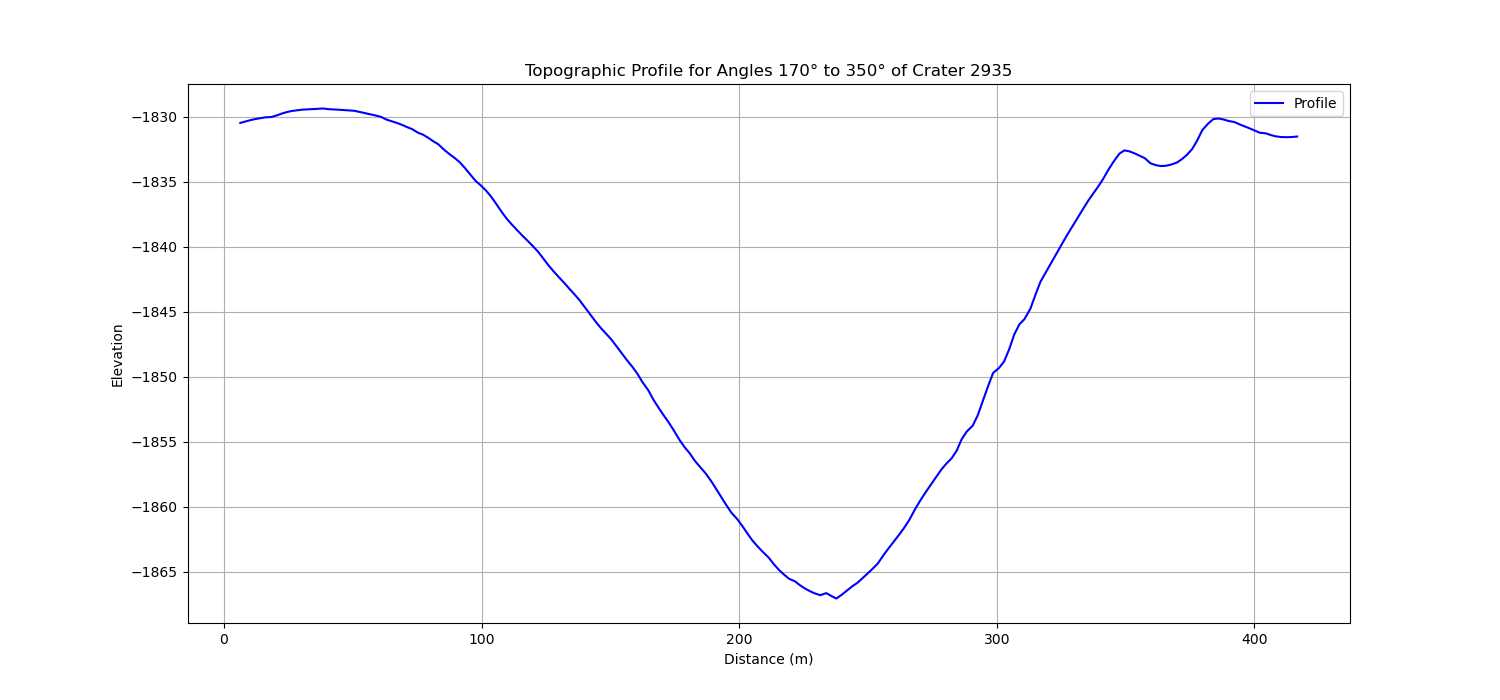 Topographic Profile for Angles 170° to 350° of Crater 2935
Profile
−1830
−1835
−1840
−1845
−1850
−1855
−1860
−1865
Elevation
0 100 200 300 400
Distance (m)